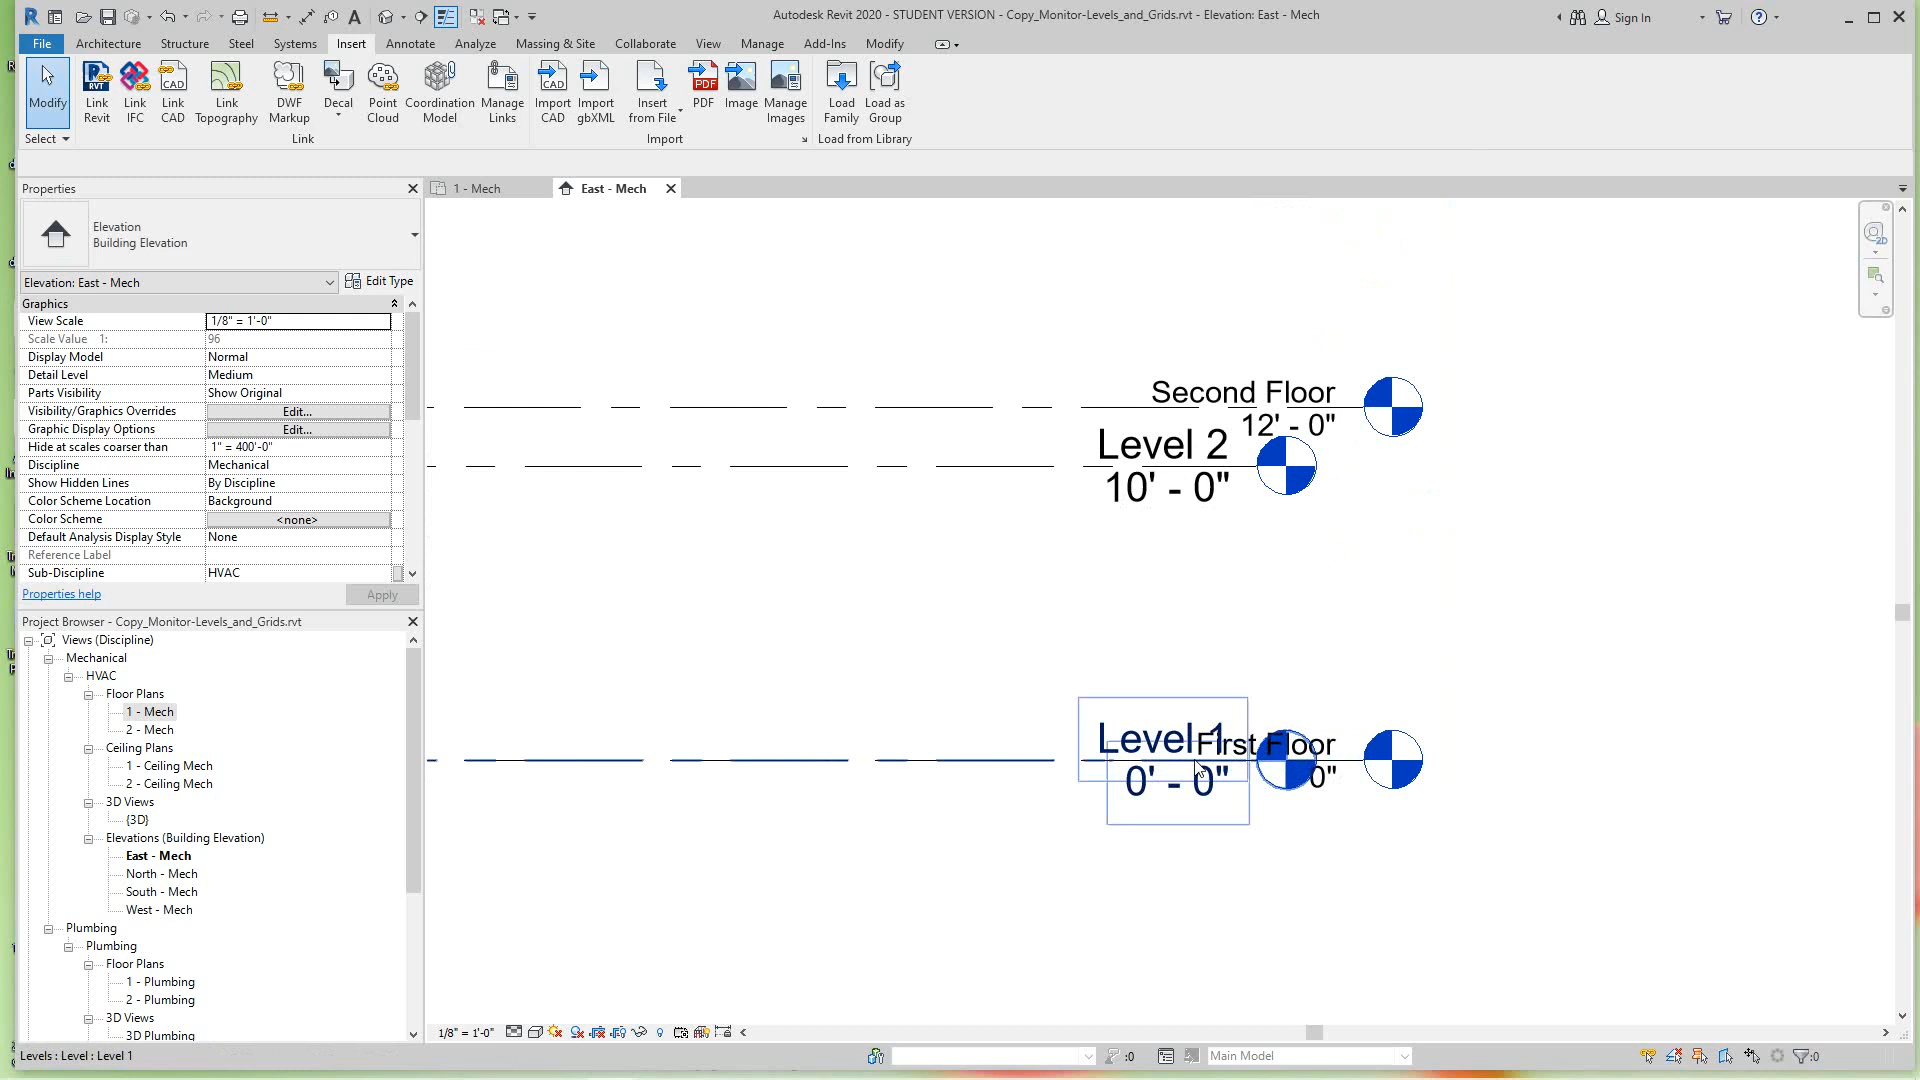 Autodesk Revit 2020 - STUDENT VERSION - Copy_Monitor-Levels_and_Grids.rvt - Elevation: East - Mech
Sign In
File Architecture Structure Steel Systems Insert Annotate Analyze Massing & Site Collaborate View Manage Add-Ins Modify
Modify
Link Revit
Link IFC
Link CAD
Link Topography
DWF Markup
Decal
Point Cloud
Coordination Model
Manage Links
Import CAD
Import gbXML
Insert from File
PDF
Image
Manage Images
Load Family
Load as Group
Select Link Import Load from Library
Properties
1 - Mech
East - Mech
Elevation
Building Elevation
Elevation: East - Mech
Edit Type
Graphics
View Scale 1/8" = 1'-0"
Scale Value 1: 96
Display Model Normal
Detail Level Medium
Parts Visibility Show Original
Visibility/Graphics Overrides Edit...
Graphic Display Options Edit...
Hide at scales coarser than 1" = 400'-0"
Discipline Mechanical
Show Hidden Lines By Discipline
Color Scheme Location Background
Color Scheme <none>
Default Analysis Display Style None
Reference Label
Sub-Discipline HVAC
Properties help
Apply
Project Browser - Copy_Monitor-Levels_and_Grids.rvt
Views (Discipline)
Mechanical
HVAC
Floor Plans
1 - Mech
2 - Mech
Ceiling Plans
1 - Ceiling Mech
2 - Ceiling Mech
3D Views
{3D}
Elevations (Building Elevation)
East - Mech
North - Mech
South - Mech
West - Mech
Plumbing
Plumbing
Floor Plans
1 - Plumbing
2 - Plumbing
3D Views
3D Plumbing
Second Floor
12' - 0"
Level 2
10' - 0"
Level 1
First Floor
0' - 0"
0"
1/8" = 1'-0"
Levels : Level : Level 1
:0
Main Model
:0